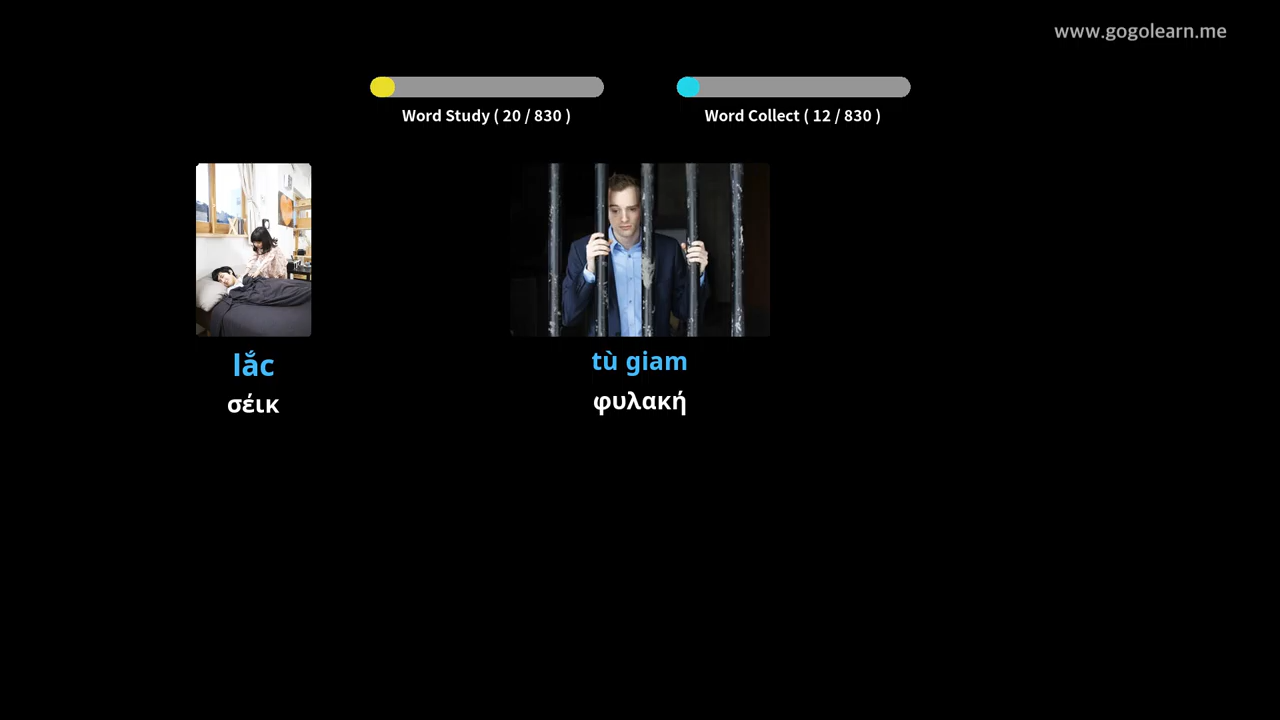 www.gogolearn.me
Word Study ( 20 / 830 )
Word Collect ( 12 / 830 )
lắc
σέικ
tù giam
φυλακή